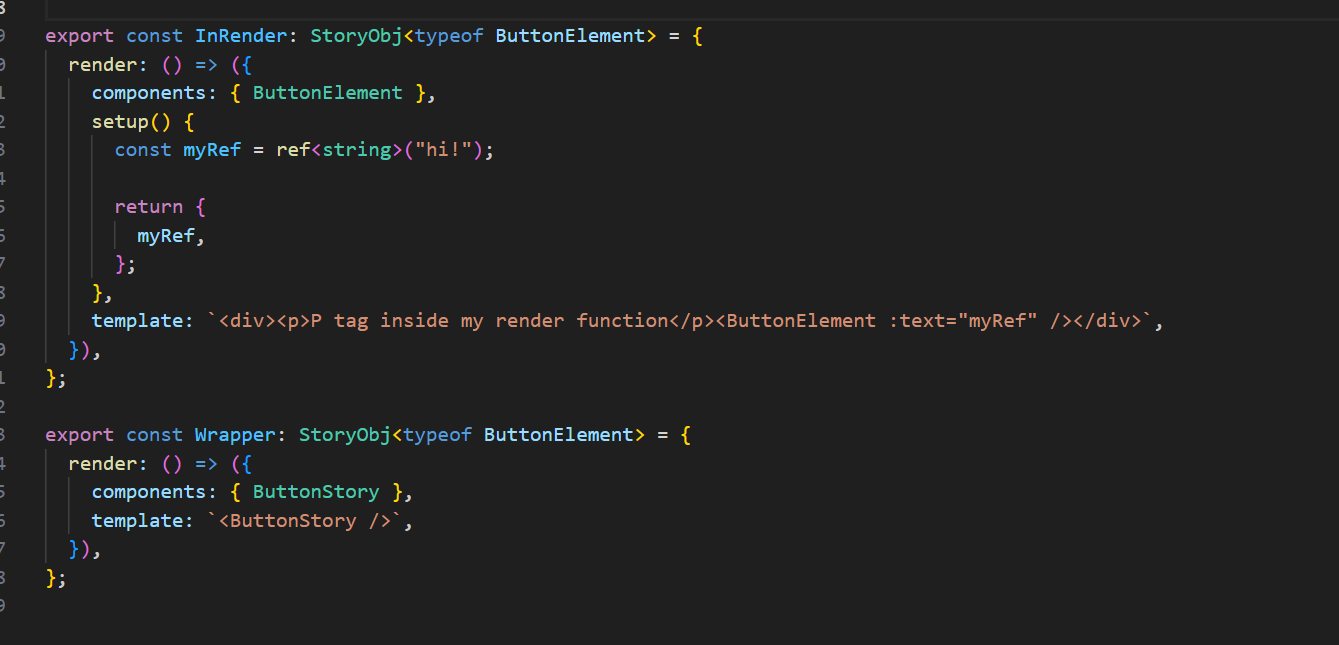 export const InRender: StoryObj<typeof ButtonElement> = {
  render: () => ({
    components: { ButtonElement },
    setup() {
      const myRef = ref<string>("hi!");

      return {
        myRef,
      };
    },
    template: `<div><p>P tag inside my render function</p><ButtonElement :text="myRef" /></div>`,
  }),
};

export const Wrapper: StoryObj<typeof ButtonElement> = {
  render: () => ({
    components: { ButtonStory },
    template: `<ButtonStory />`,
  }),
};